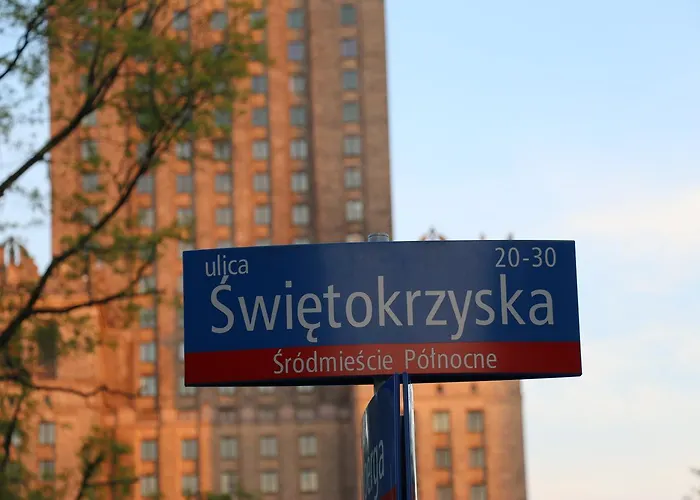 ulica 20-30
Świętokrzyska
Śródmieście Północne